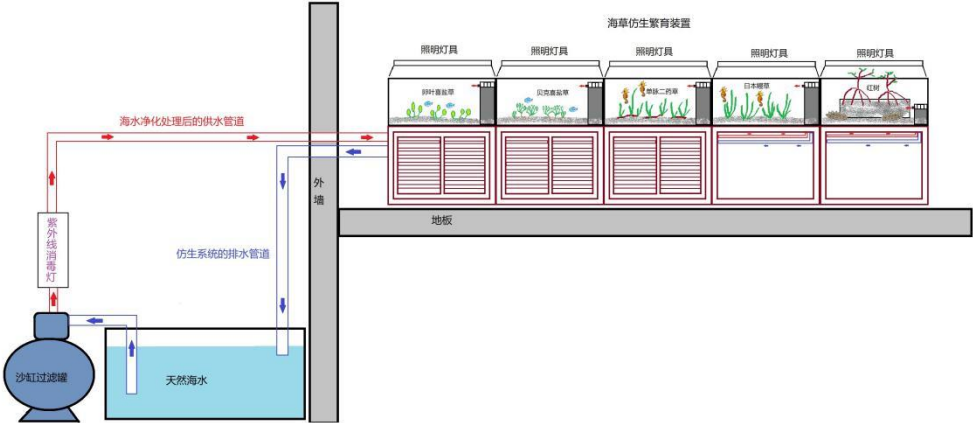 海草仿生繁育装置
照明灯具 照明灯具 照明灯具 照明灯具 照明灯具
卵叶喜盐草 贝克喜盐草 单脉二药草 日本鳗草 红树
海水净化处理后的供水管道
外墙
地板
紫外线消毒灯
仿生系统的排水管道
沙缸过滤罐
天然海水